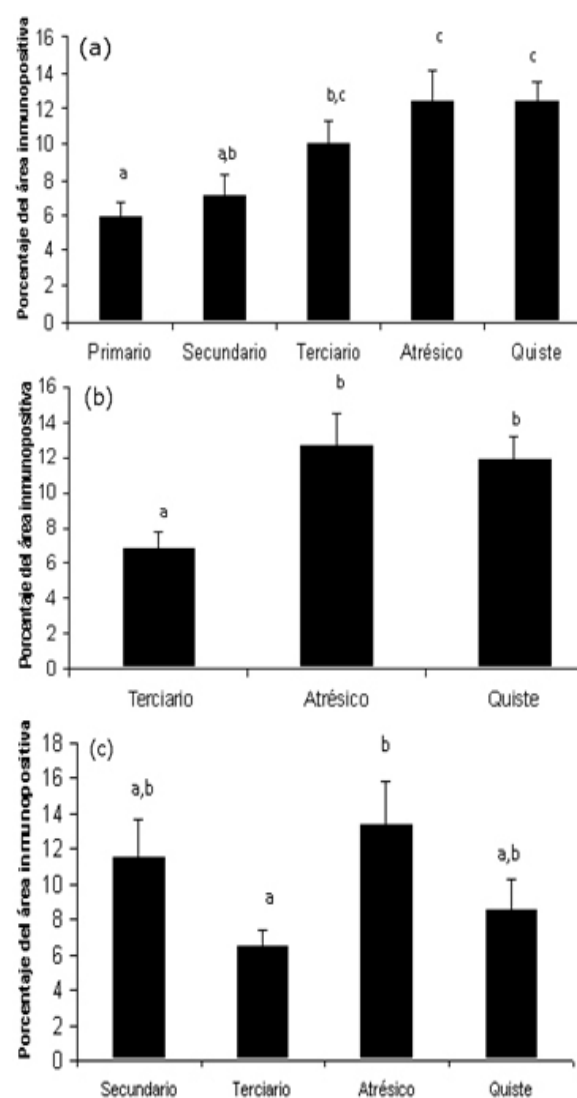 Porcentaje del área inmunopositiva
(a)
16
14
12
10
8
6
4
2
0
a
a,b
b,c
c
c
Primario Secundario Terciario Atrésico Quiste
Porcentaje del área inmunopositiva
(b)
16
14
12
10
8
6
4
2
0
a
b
b
Terciario Atrésico Quiste
Porcentaje del área inmunopositiva
(c)
18
16
14
12
10
8
6
4
2
0
a,b
a
b
a,b
Secundario Terciario Atrésico Quiste